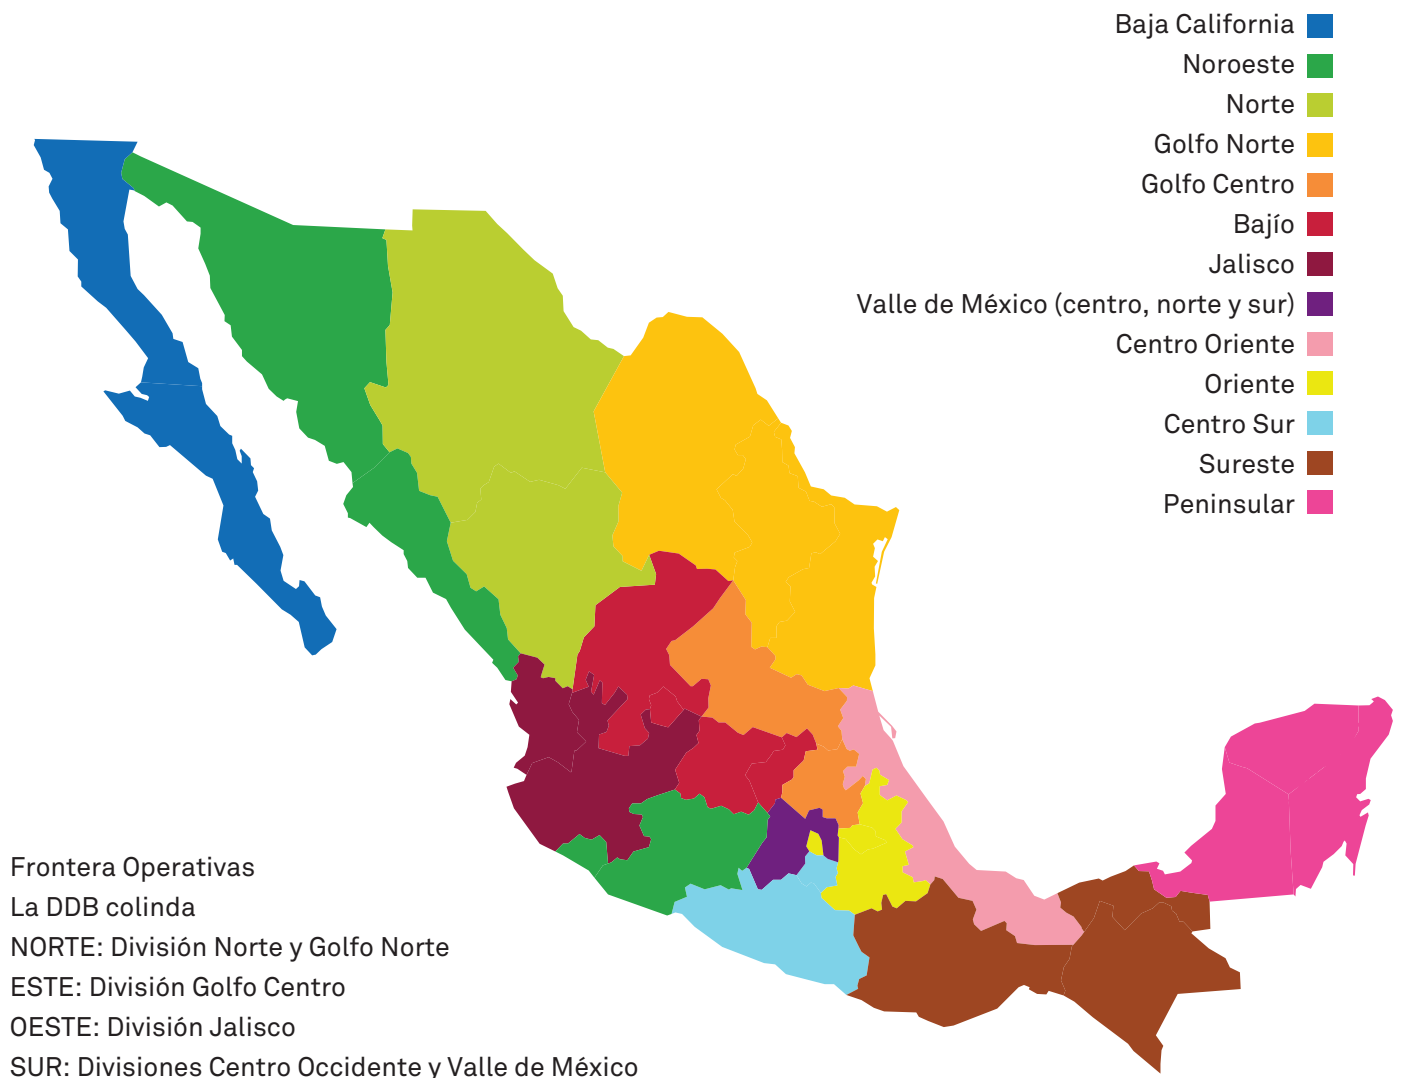 Baja California
Noroeste
Norte
Golfo Norte
Golfo Centro
Bajío
Jalisco
Valle de México (centro, norte y sur)
Centro Oriente
Oriente
Centro Sur
Sureste
Peninsular
Frontera Operativas
La DDB colinda
NORTE: División Norte y Golfo Norte
ESTE: División Golfo Centro
OESTE: División Jalisco
SUR: Divisiones Centro Occidente y Valle de México